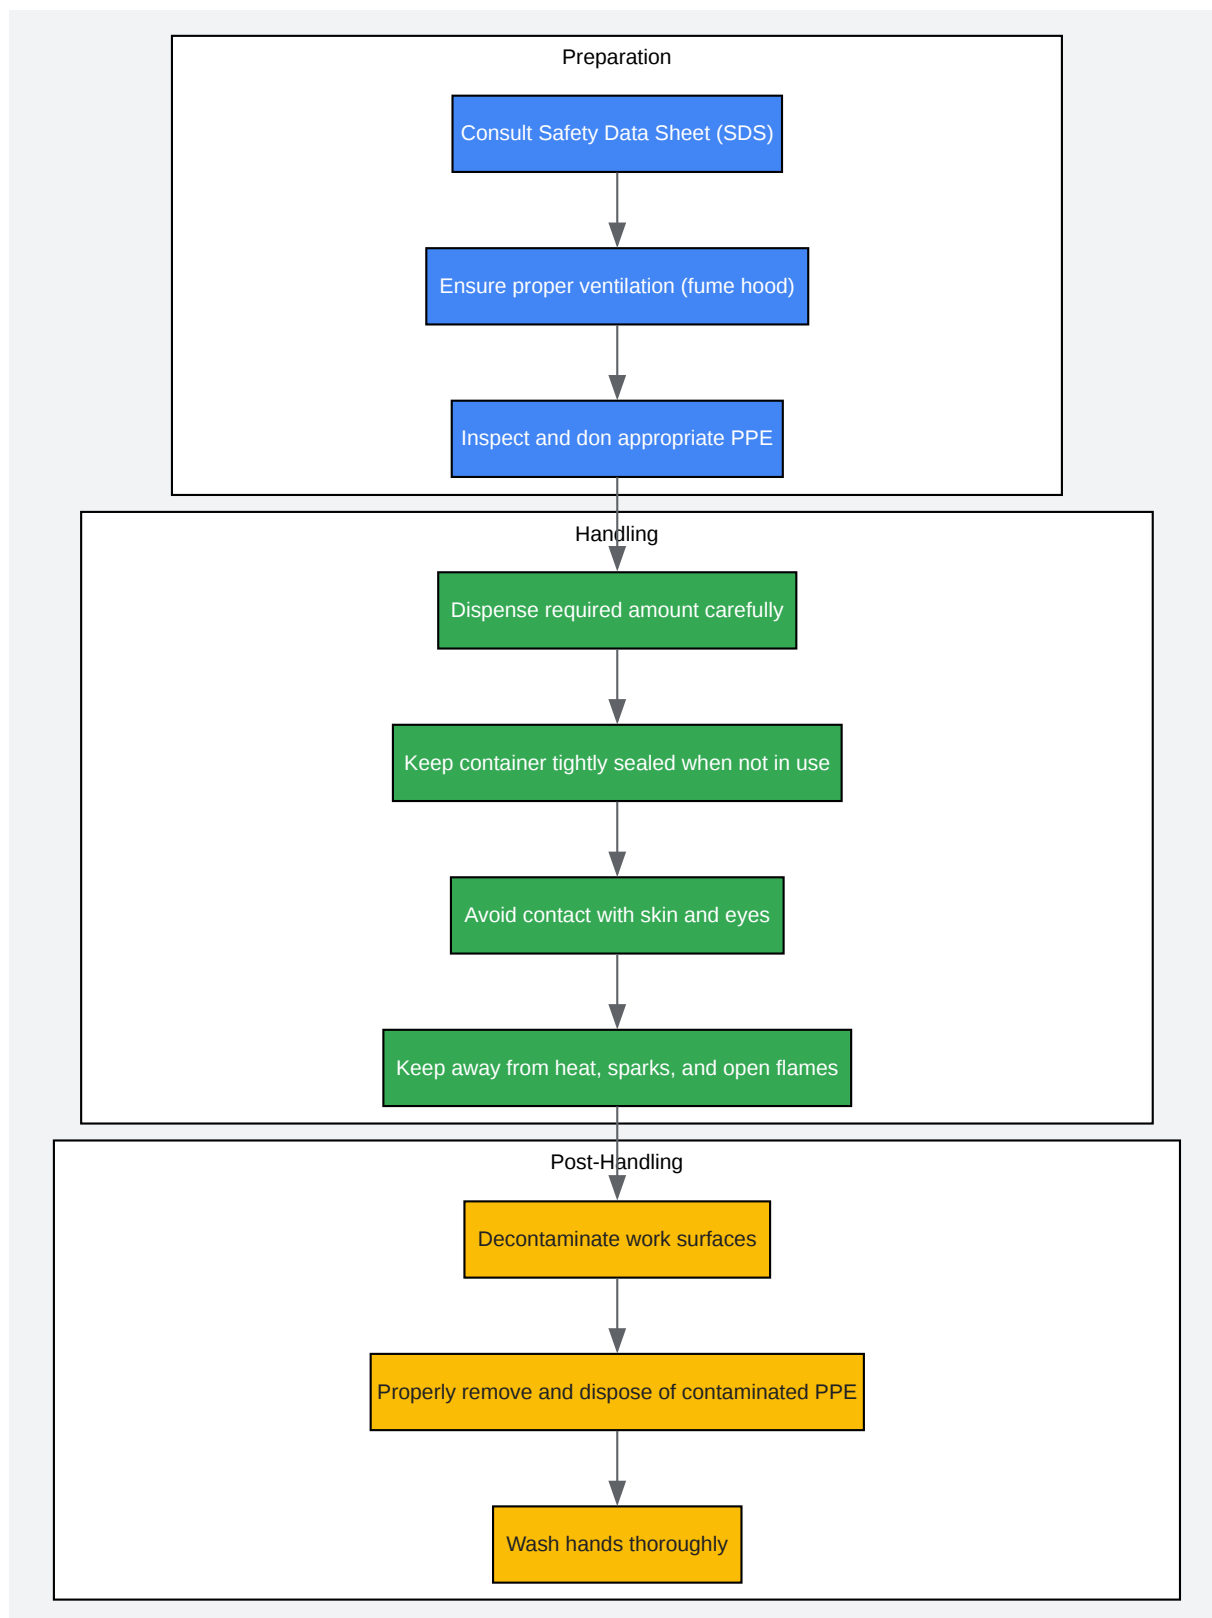 Preparation
Consult Safety Data Sheet (SDS)
Ensure proper ventilation (fume hood)
Inspect and don appropriate PPE
Handling
Dispense required amount carefully
Keep container tightly sealed when not in use
Avoid contact with skin and eyes
Keep away from heat, sparks, and open flames
Post-Handling
Decontaminate work surfaces
Properly remove and dispose of contaminated PPE
Wash hands thoroughly